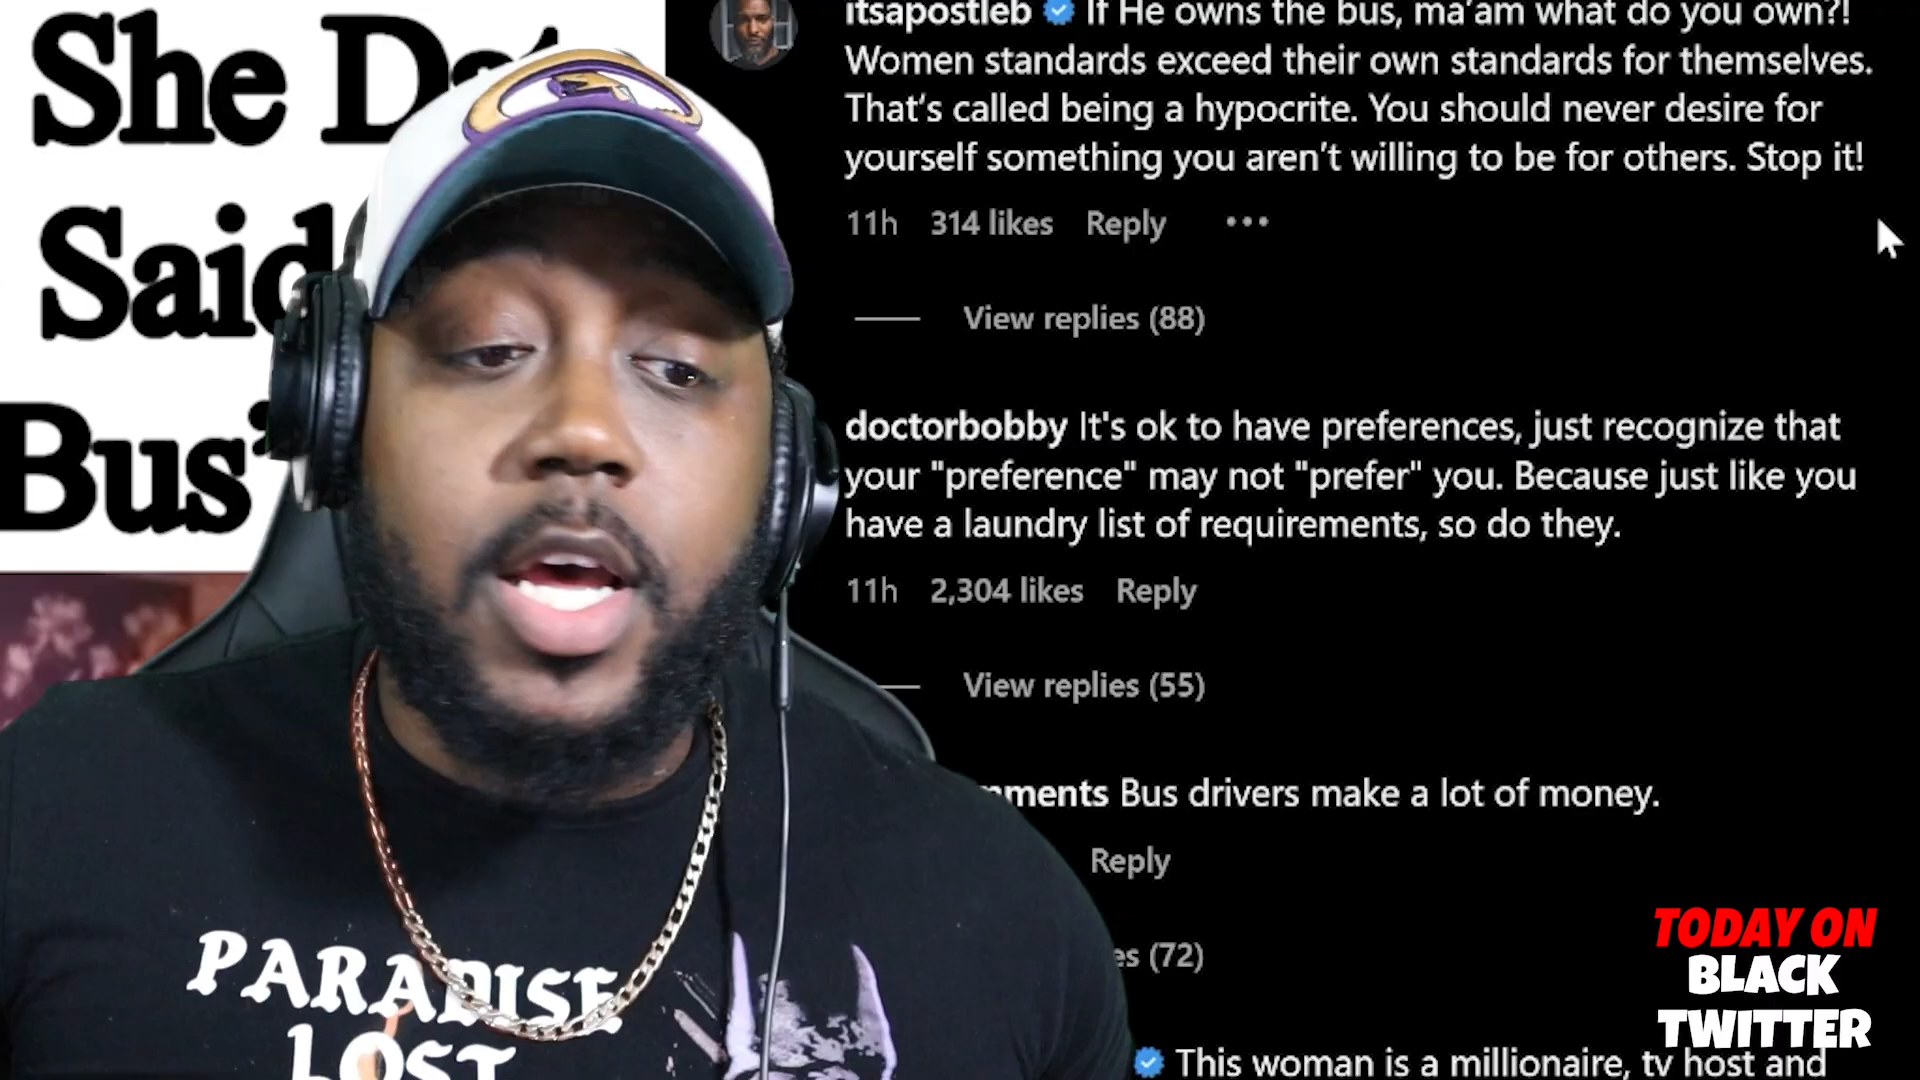 She
Said
Bus'
itsapostleb If He owns the bus, ma'am what do you own?!
Women standards exceed their own standards for themselves.
That's called being a hypocrite. You should never desire for
yourself something you aren't willing to be for others. Stop it!
11h 314 likes Reply •••
View replies (88)
doctorbobby It's ok to have preferences, just recognize that
your "preference" may not "prefer" you. Because just like you
have a laundry list of requirements, so do they.
11h 2,304 likes Reply
View replies (55)
Bus drivers make a lot of money.
Reply
(72)
This woman is a millionaire, tv host and
PARADISE
LOST
TODAY ON
BLACK
TWITTER